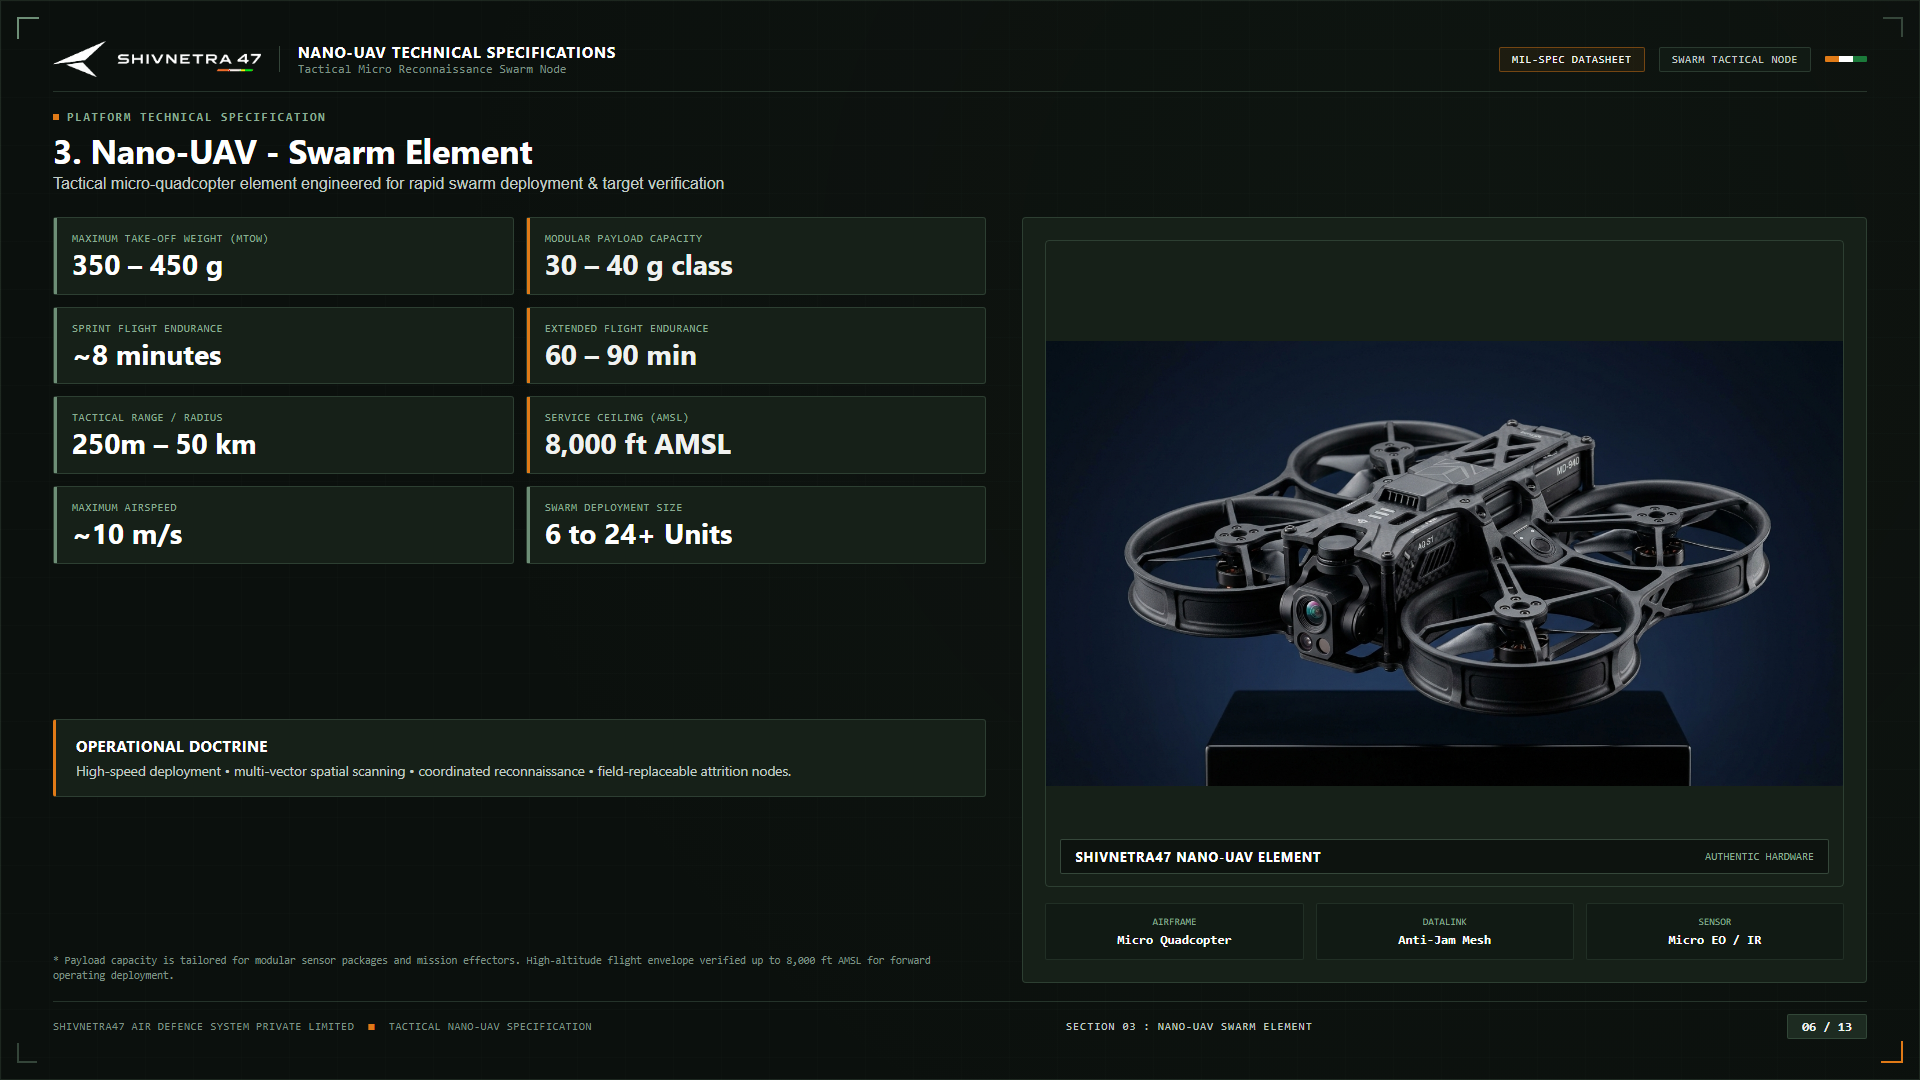 SHIVNETRA 47
NANO-UAV TECHNICAL SPECIFICATIONS
Tactical Micro Reconnaissance Swarm Node
MIL-SPEC DATASHEET
SWARM TACTICAL NODE
PLATFORM TECHNICAL SPECIFICATION
3. Nano-UAV - Swarm Element
Tactical micro-quadcopter element engineered for rapid swarm deployment & target verification
MAXIMUM TAKE-OFF WEIGHT (MTOW)
350 – 450 g
MODULAR PAYLOAD CAPACITY
30 – 40 g class
SPRINT FLIGHT ENDURANCE
~8 minutes
EXTENDED FLIGHT ENDURANCE
60 – 90 min
TACTICAL RANGE / RADIUS
250m – 50 km
SERVICE CEILING (AMSL)
8,000 ft AMSL
MAXIMUM AIRSPEED
~10 m/s
SWARM DEPLOYMENT SIZE
6 to 24+ Units
OPERATIONAL DOCTRINE
High-speed deployment • multi-vector spatial scanning • coordinated reconnaissance • field-replaceable attrition nodes.
* Payload capacity is tailored for modular sensor packages and mission effectors. High-altitude flight envelope verified up to 8,000 ft AMSL for forward
operating deployment.
MO-940
SHIVNETRA47 NANO-UAV ELEMENT
AUTHENTIC HARDWARE
AIRFRAME
Micro Quadcopter
DATALINK
Anti-Jam Mesh
SENSOR
Micro EO / IR
SHIVNETRA47 AIR DEFENCE SYSTEM PRIVATE LIMITED
TACTICAL NANO-UAV SPECIFICATION
SECTION 03 : NANO-UAV SWARM ELEMENT
06 / 13